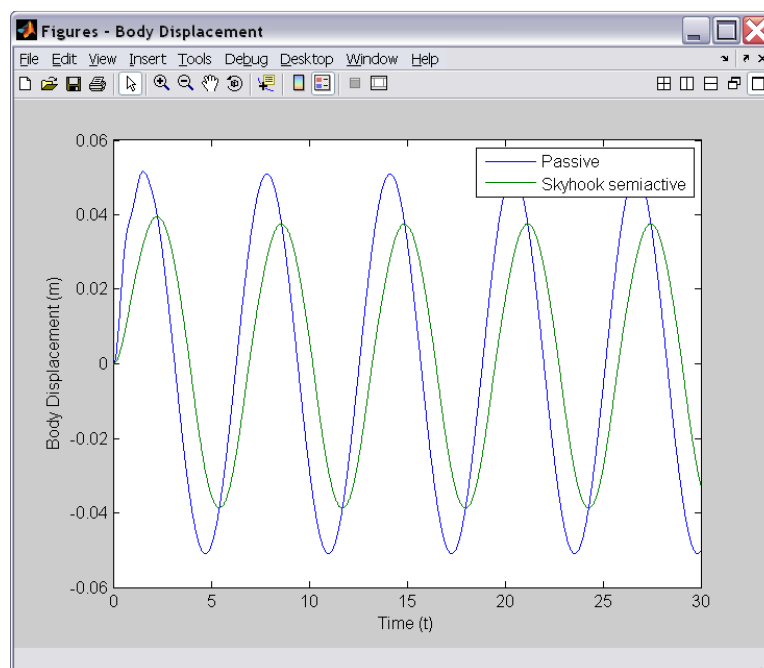 Figures - Body Displacement
File Edit View Insert Tools Debug Desktop Window Help
0.06
0.04
0.02
0
-0.02
-0.04
-0.06
Body Displacement (m)
Passive
Skyhook semiactive
0 5 10 15 20 25 30
Time (t)